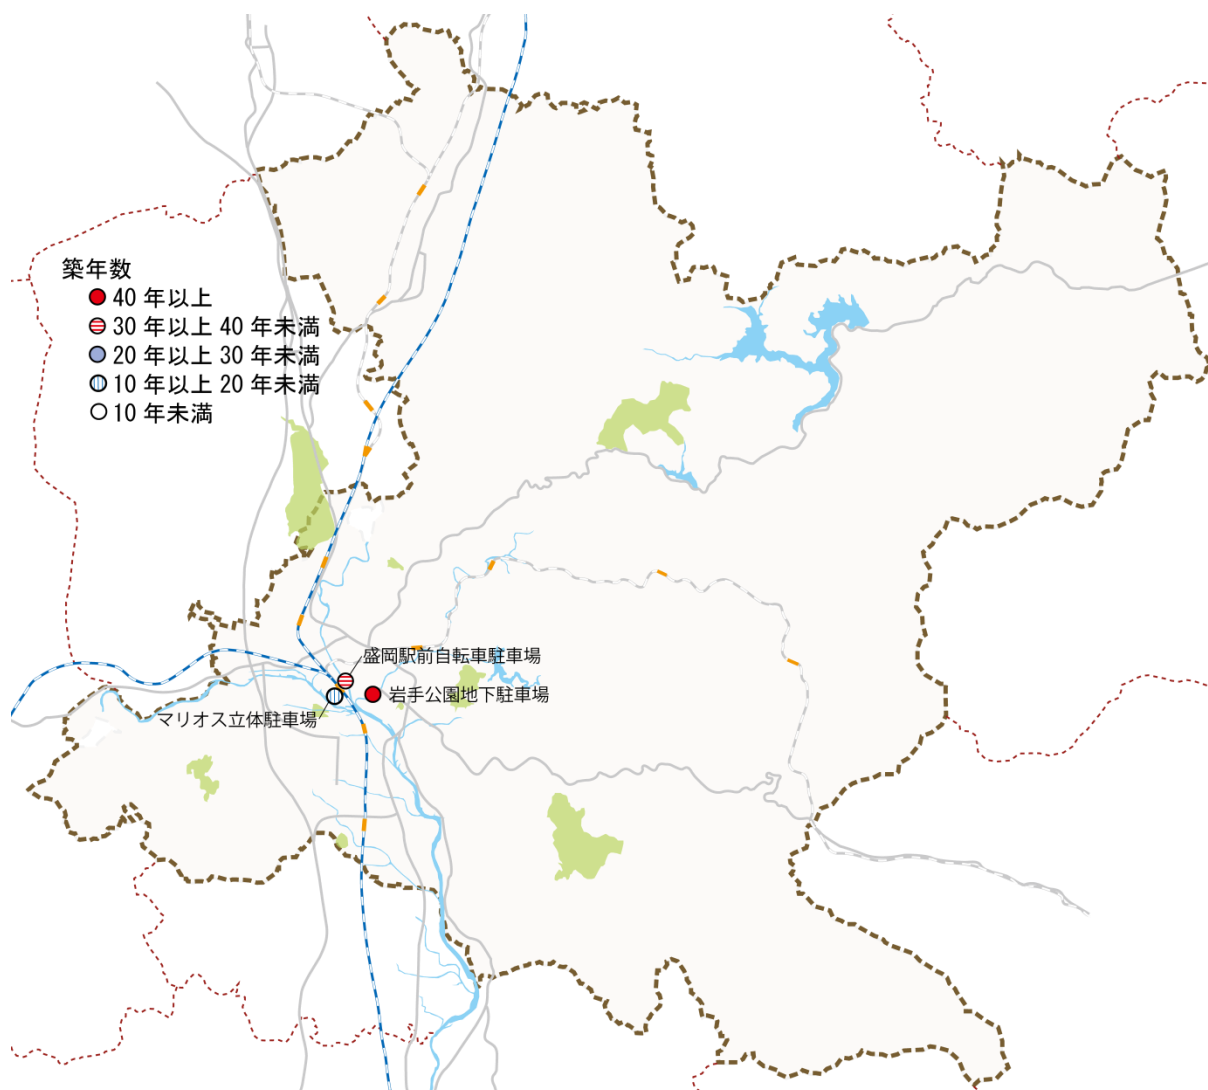 築年数
40 年以上
30 年以上 40 年未満
20 年以上 30 年未満
10 年以上 20 年未満
10 年未満
盛岡駅前自転車駐車場
岩手公園地下駐車場
マリオス立体駐車場